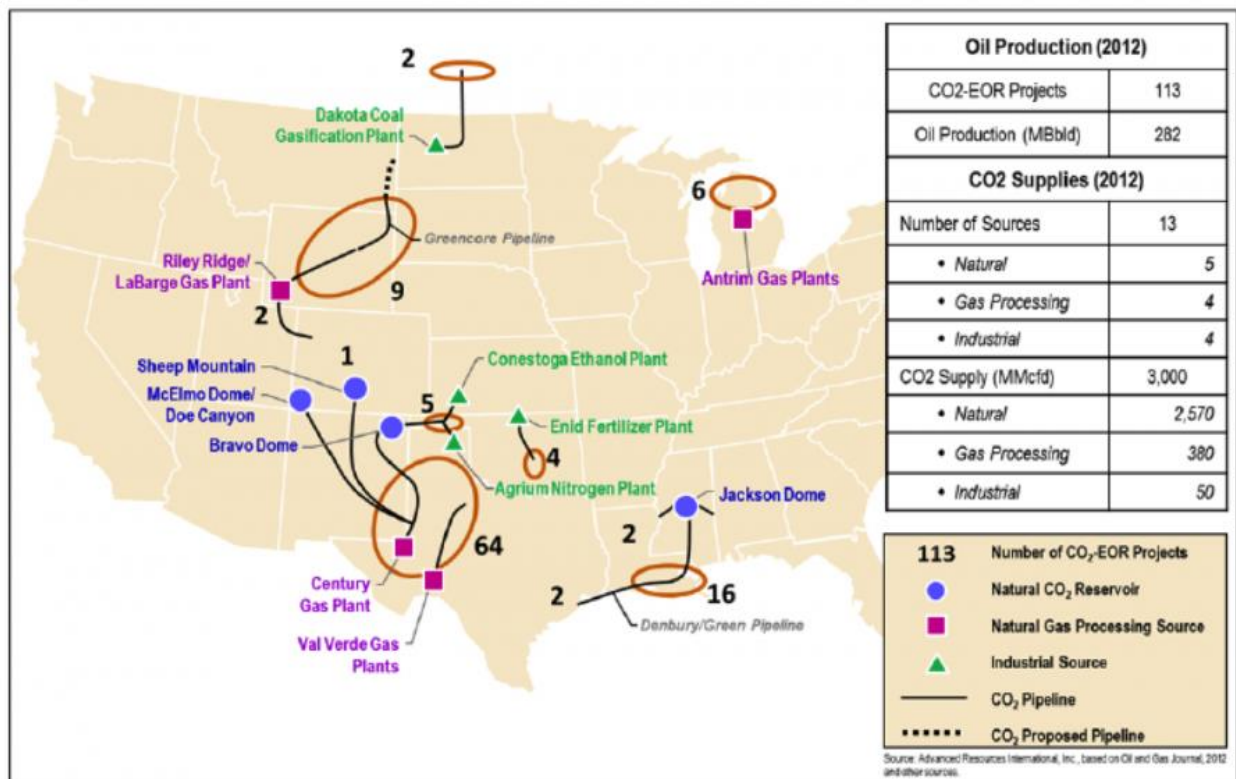 2
Dakota Coal
Gasification Plant
6
Greencore Pipeline
Antrim Gas Plants
Riley Ridge/
LaBarge Gas Plant
9
2
Sheep Mountain
1
Conestoga Ethanol Plant
McElmo Dome/
Doe Canyon
5
Bravo Dome
Enid Fertilizer Plant
4
Agrium Nitrogen Plant
Jackson Dome
2
64
Century
Gas Plant
2
16
Denbury/Green Pipeline
Val Verde Gas
Plants
Oil Production (2012)
CO2-EOR Projects 113
Oil Production (MBbld) 282
CO2 Supplies (2012)
Number of Sources 13
• Natural 5
• Gas Processing 4
• Industrial 4
CO2 Supply (MMcfd) 3,000
• Natural 2,570
• Gas Processing 380
• Industrial 50
113 Number of CO₂-EOR Projects
Natural CO₂ Reservoir
Natural Gas Processing Source
Industrial Source
CO₂ Pipeline
CO₂ Proposed Pipeline
Source: Advanced Resources International, Inc., based on Oil and Gas Journal, 2012
and other sources.